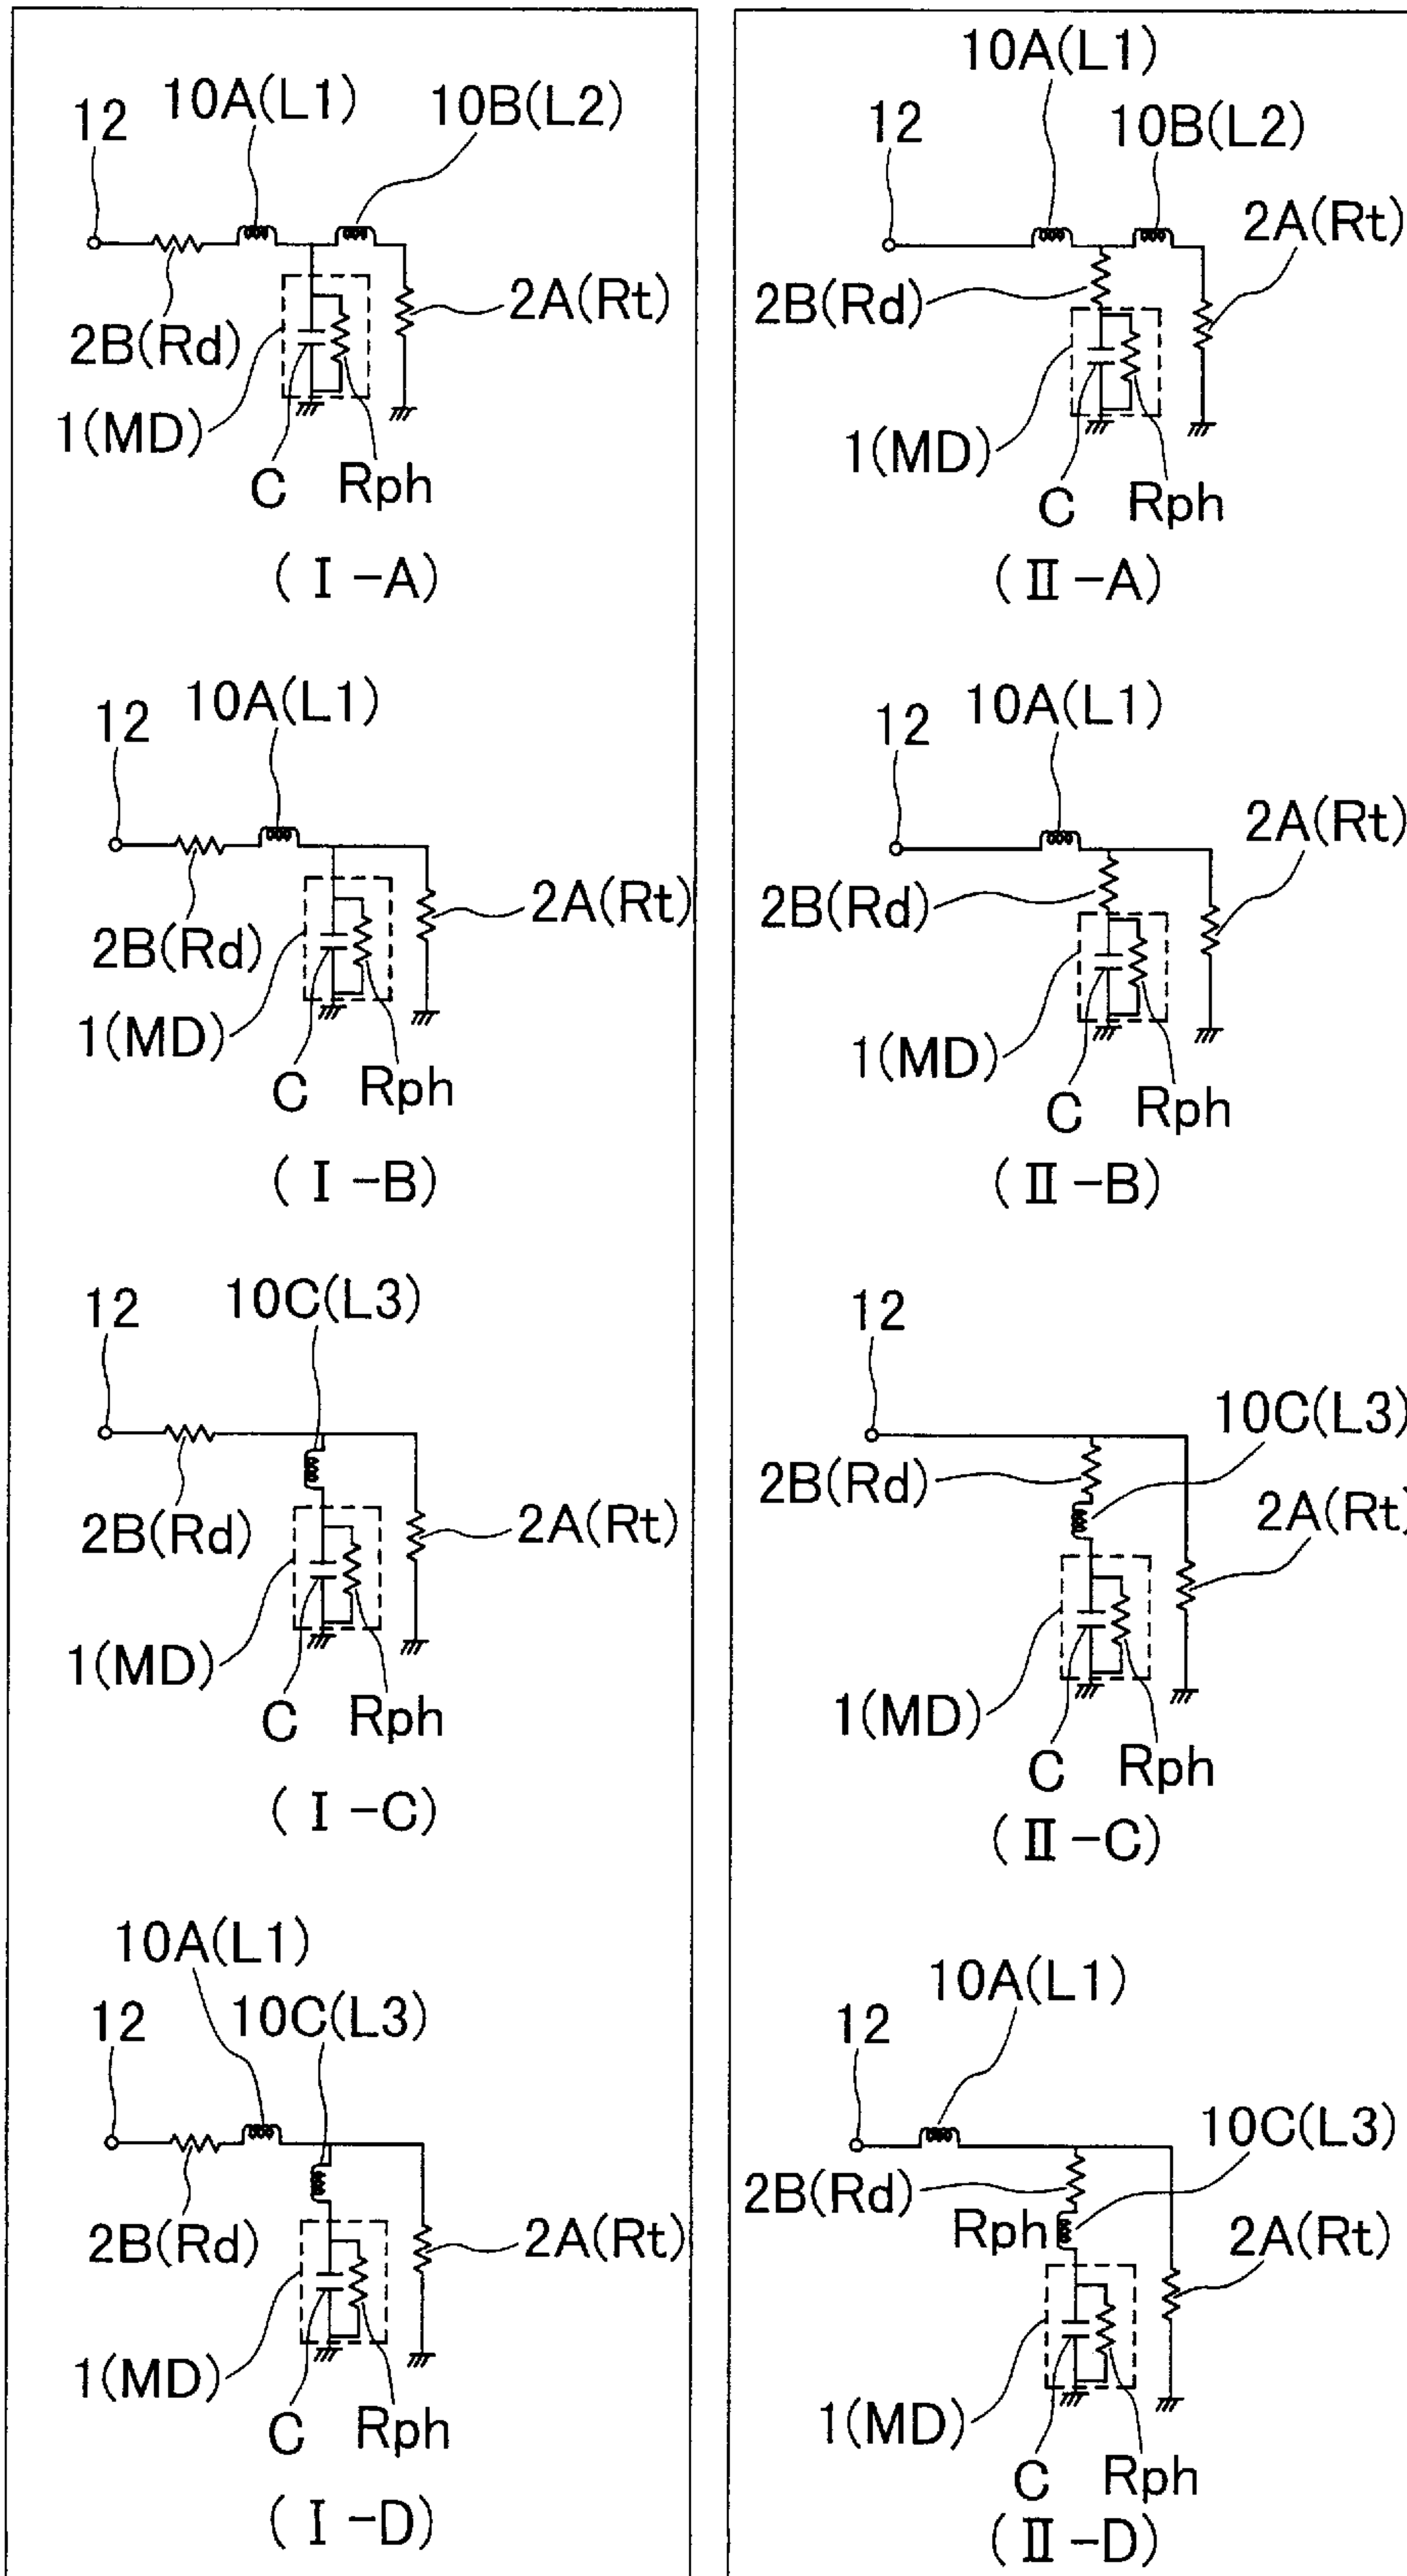 10A(L1)
10B(L2)
12
2B(Rd)
2A(Rt)
1(MD)
C
Rph
( I -A)
10A(L1)
12
2B(Rd)
2A(Rt)
1(MD)
C
Rph
( I -B)
10C(L3)
12
2B(Rd)
2A(Rt)
1(MD)
C
Rph
( I -C)
10A(L1)
12
10C(L3)
2B(Rd)
2A(Rt)
1(MD)
C
Rph
( I -D)
10A(L1)
12
10B(L2)
2A(Rt)
2B(Rd)
1(MD)
C
Rph
( Ⅱ -A)
10A(L1)
12
2A(Rt)
2B(Rd)
1(MD)
C
Rph
( Ⅱ -B)
12
10C(L3)
2B(Rd)
2A(Rt)
1(MD)
C
Rph
( Ⅱ -C)
10A(L1)
12
10C(L3)
2B(Rd)
Rph
2A(Rt)
1(MD)
C
Rph
( Ⅱ -D)